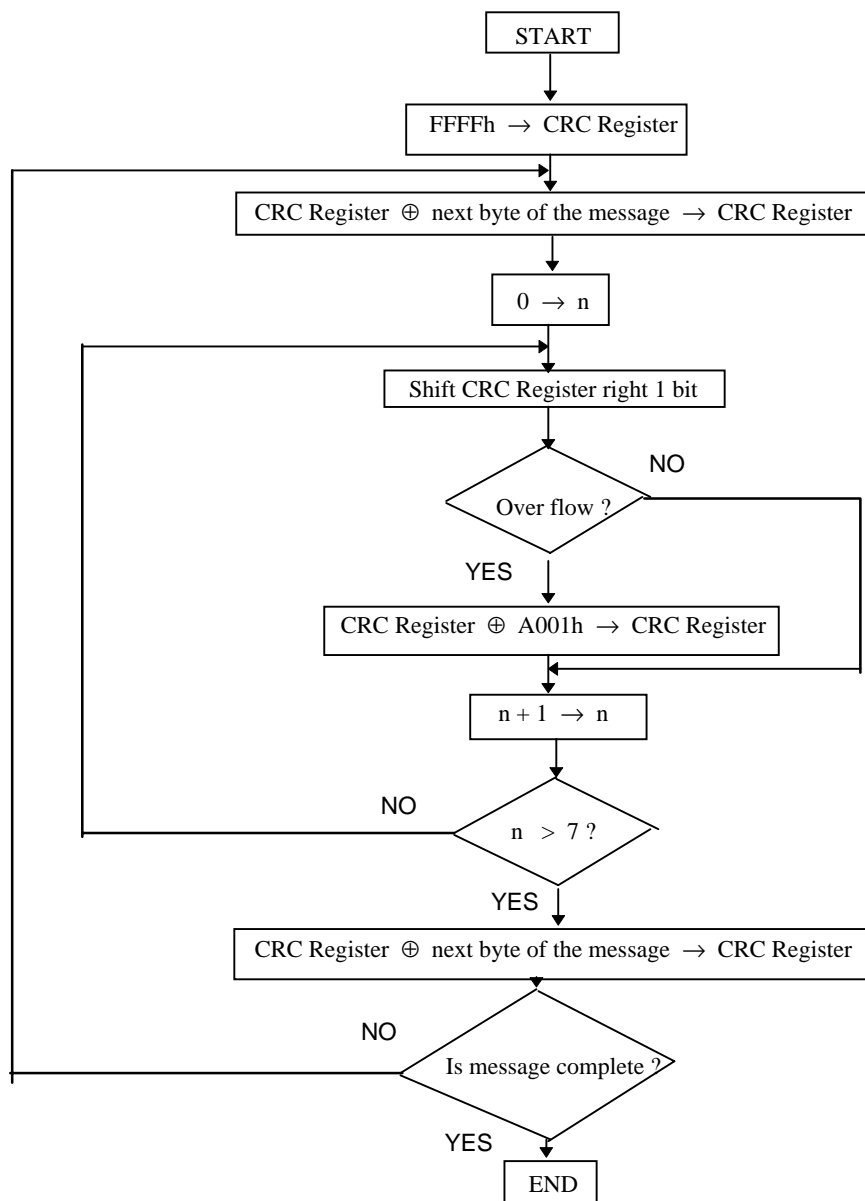 START
FFFFh → CRC Register
CRC Register ⊕ next byte of the message → CRC Register
0 → n
Shift CRC Register right 1 bit
NO
Over flow ?
YES
CRC Register ⊕ A001h → CRC Register
n + 1 → n
NO
n > 7 ?
YES
CRC Register ⊕ next byte of the message → CRC Register
NO
Is message complete ?
YES
END